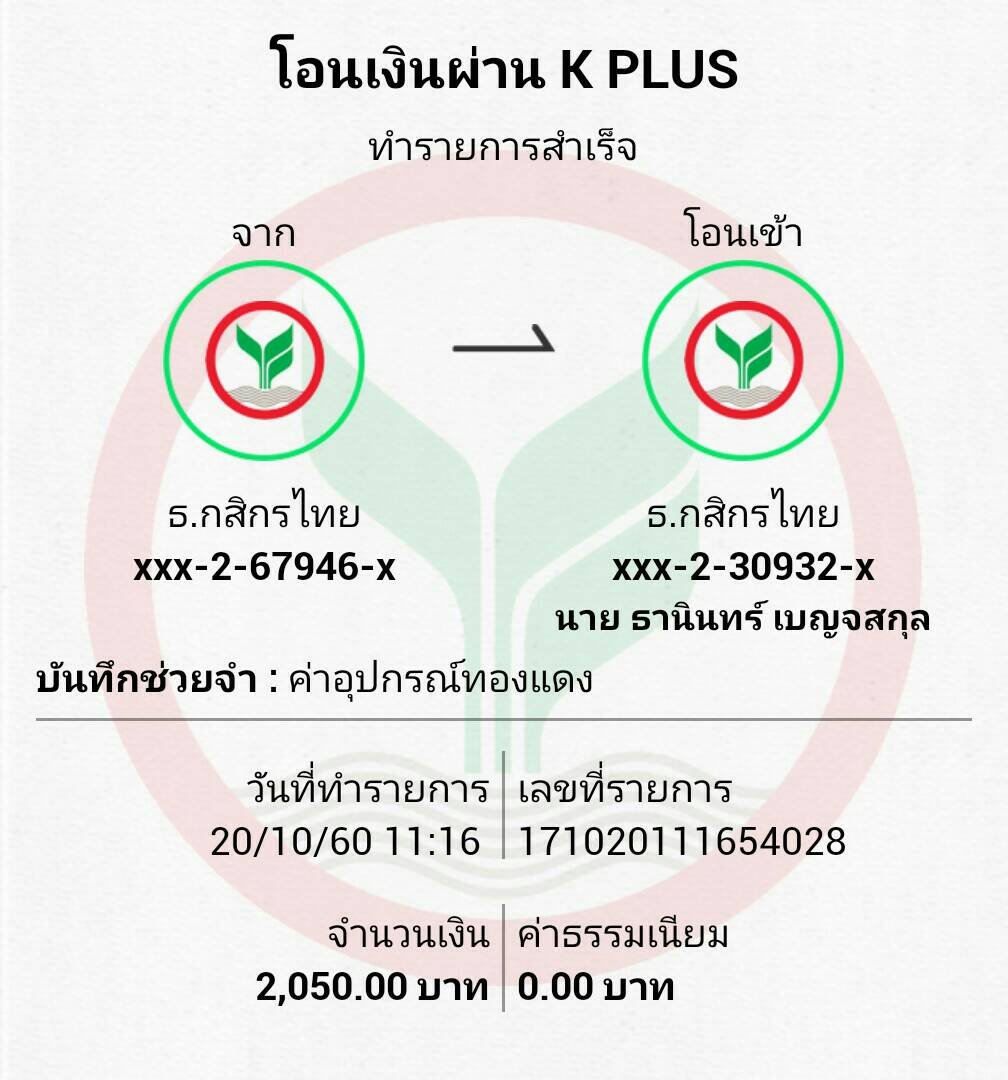 โอนเงินผ่าน K PLUS
ทำรายการสำเร็จ
จาก
โอนเข้า
ธ.กสิกรไทย
xxx-2-67946-x
ธ.กสิกรไทย
xxx-2-30932-x
นาย ธานินทร์ เบญจสกุล
บันทึกช่วยจำ : ค่าอุปกรณ์ทองแดง
วันที่ทำรายการ
20/10/60 11:16
เลขที่รายการ
171020111654028
จำนวนเงิน
2,050.00 บาท
ค่าธรรมเนียม
0.00 บาท